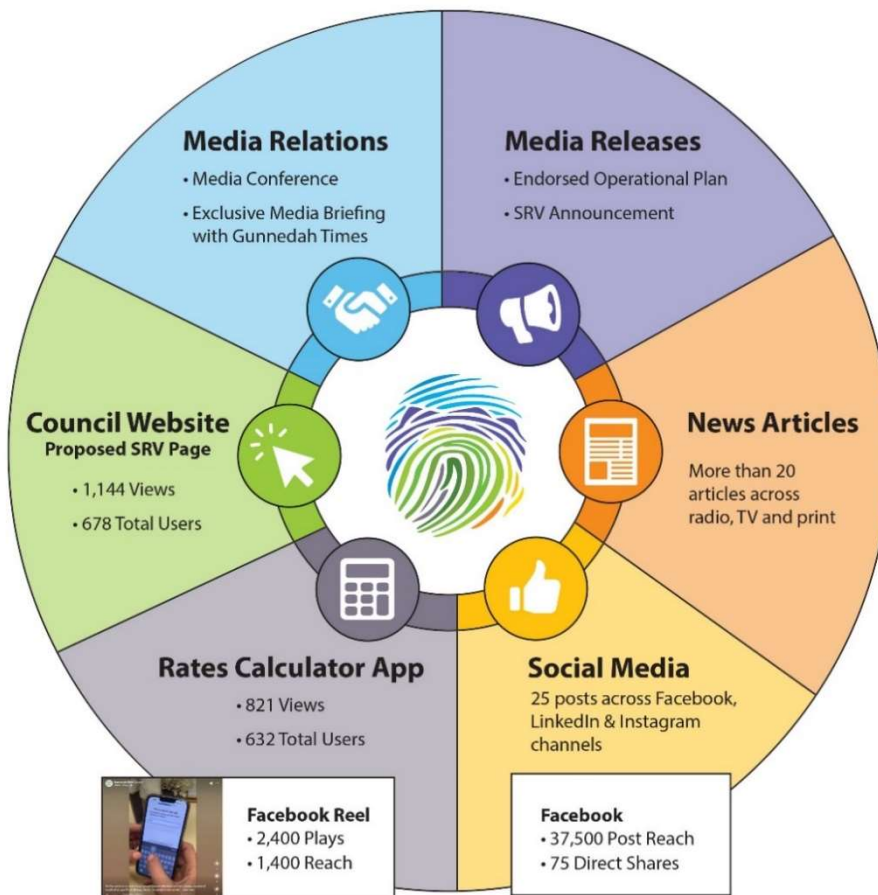 Media Relations
• Media Conference
• Exclusive Media Briefing
with Gunnedah Times
Media Releases
• Endorsed Operational Plan
• SRV Announcement
Council Website
Proposed SRV Page
• 1,144 Views
• 678 Total Users
News Articles
More than 20
articles across
radio, TV and print
Rates Calculator App
• 821 Views
• 632 Total Users
Social Media
25 posts across Facebook,
LinkedIn & Instagram
channels
Facebook Reel
• 2,400 Plays
• 1,400 Reach
Facebook
• 37,500 Post Reach
• 75 Direct Shares